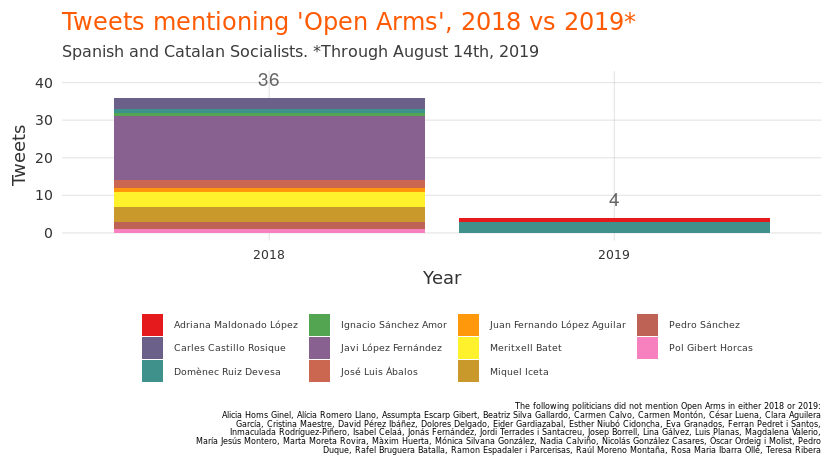 Tweets mentioning 'Open Arms', 2018 vs 2019*
Spanish and Catalan Socialists. *Through August 14th, 2019
Tweets
40
30
20
10
0
36
4
2018
2019
Year
Adriana Maldonado López
Ignacio Sánchez Amor
Juan Fernando López Aguilar
Pedro Sánchez
Carles Castillo Rosique
Javi López Fernández
Meritxell Batet
Pol Gibert Horcas
Domènec Ruiz Devesa
José Luis Ábalos
Miquel Iceta
The following politicians did not mention Open Arms in either 2018 or 2019:
Alicia Homs Ginel, Alícia Romero Llano, Assumpta Escarp Gibert, Beatriz Silva Gallardo, Carmen Calvo, Carmen Montón, César Luena, Clara Aguilera
García, Cristina Maestre, David Pérez Ibáñez, Dolores Delgado, Eider Gardiazabal, Esther Niubó Cidoncha, Eva Granados, Ferran Pedret i Santos,
Inmaculada Rodríguez-Piñero, Isabel Celaá, Jonás Fernández, Jordi Terrades i Santacreu, Josep Borrell, Lina Gálvez, Luis Planas, Magdalena Valerio,
María Jesús Montero, Marta Moreta Rovira, Màxim Huerta, Mónica Silvana González, Nadia Calviño, Nicolás González Casares, Òscar Ordeig i Molist, Pedro
Duque, Rafel Bruguera Batalla, Ramon Espadaler i Parcerisas, Raúl Moreno Montaña, Rosa Maria Ibarra Ollé, Teresa Ribera